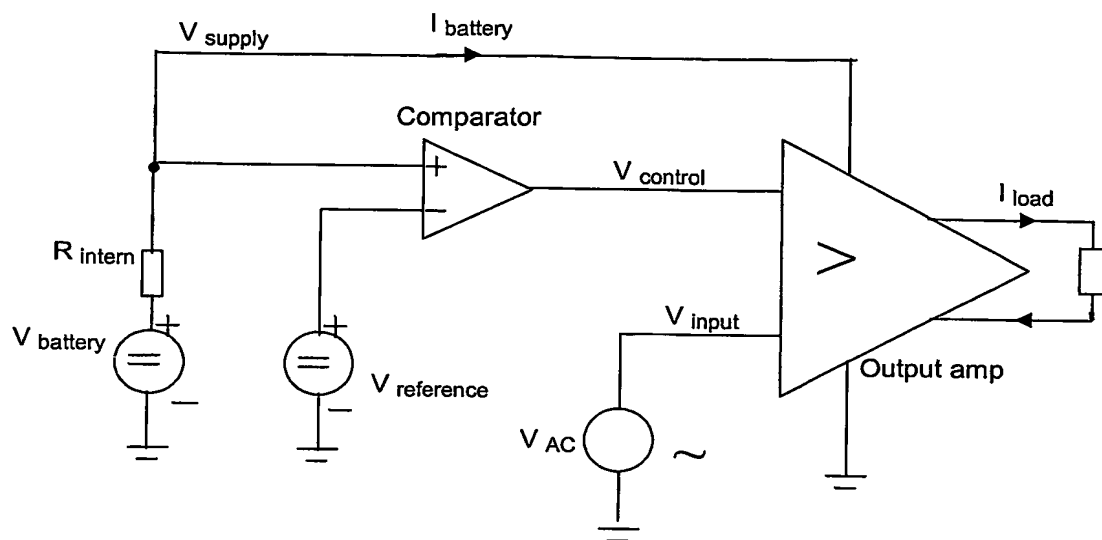 V supply
I battery
Comparator
+
−
V control
I load
R intern
V battery
+
=
−
+
=
−
V reference
V input
>
Output amp
V AC
~